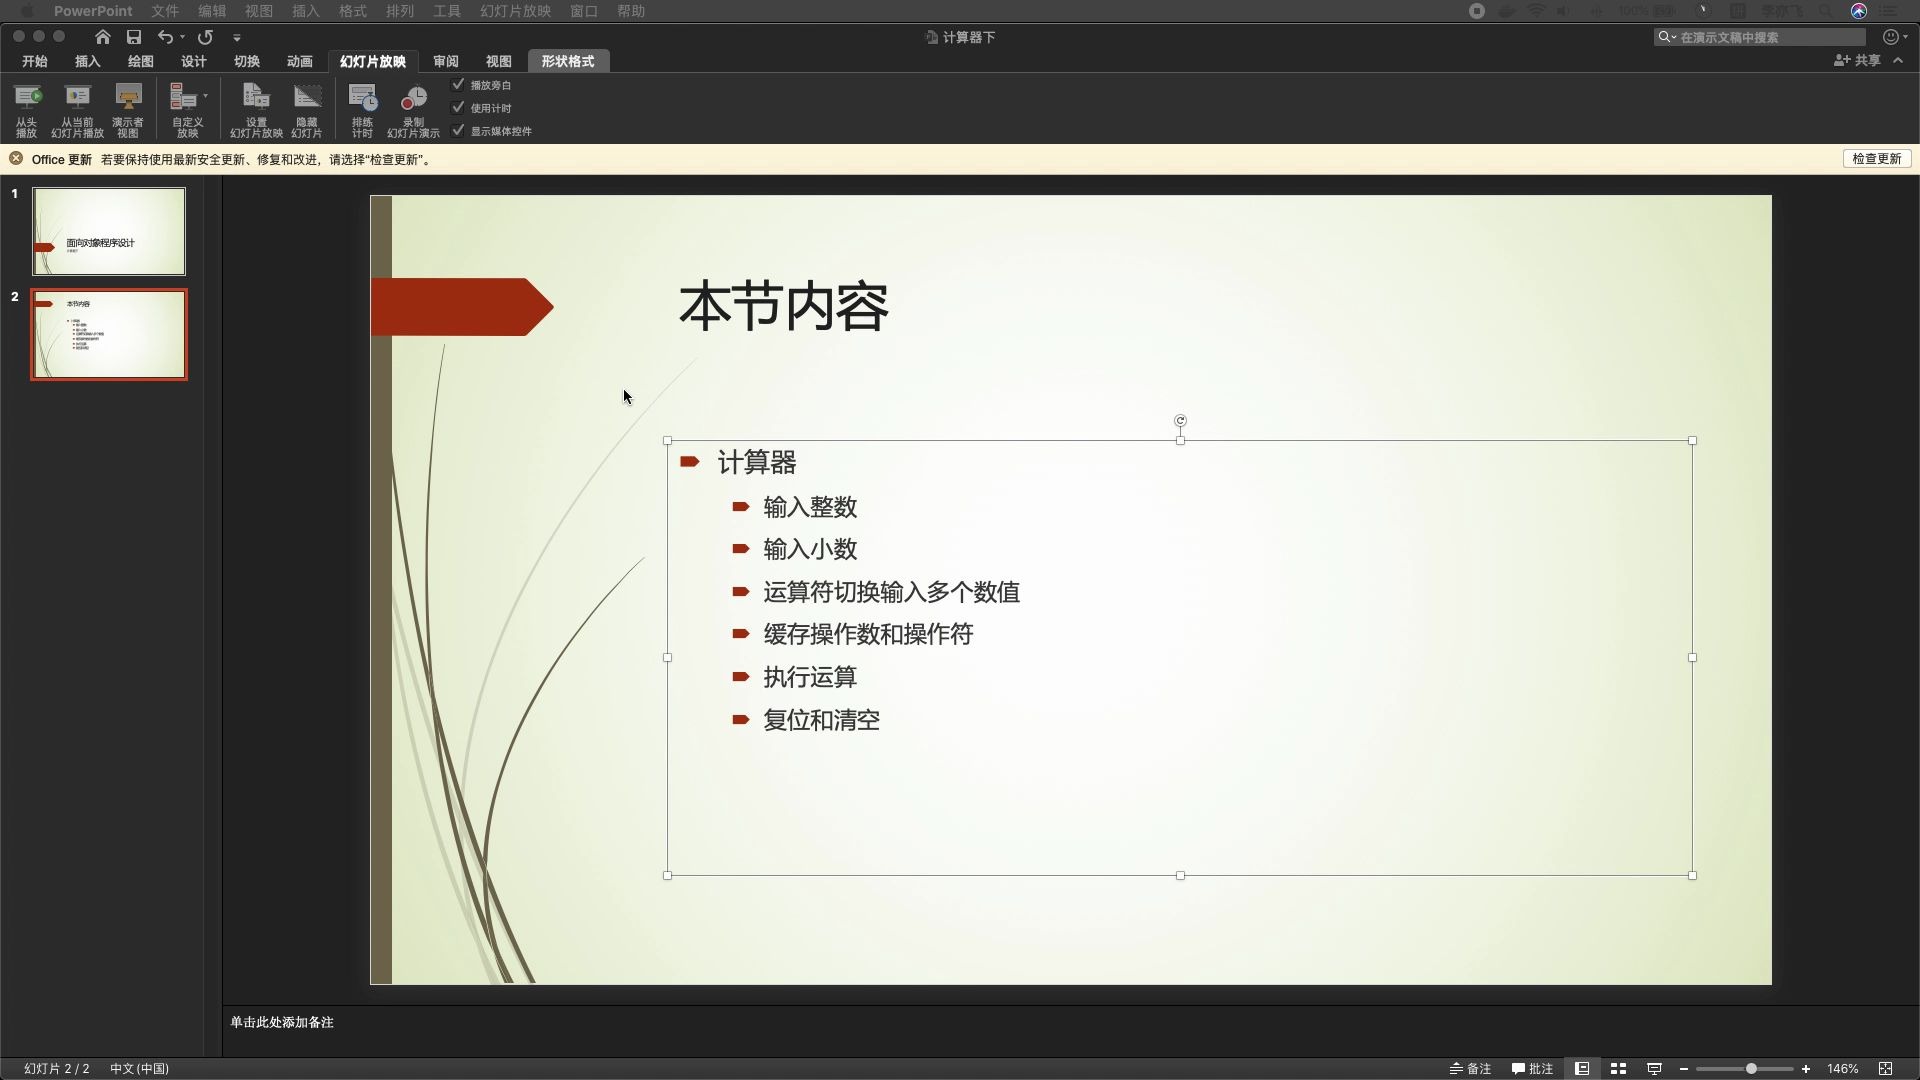 PowerPoint 文件 编辑 视图 插入 格式 排列 工具 幻灯片放映 窗口 帮助 100%
计算器下
在演示文稿中搜索
开始 插入 绘图 设计 切换 动画 幻灯片放映 审阅 视图 形状格式
共享
从头
播放
从当前
幻灯片播放
演示者
视图
自定义
放映
设置
幻灯片放映
隐藏
幻灯片
排练
计时
录制
幻灯片演示
播放旁白
使用计时
显示媒体控件
Office 更新 若要保持使用最新安全更新、修复和改进，请选择“检查更新”。
检查更新
1
面向对象程序设计
2
本节内容
本节内容
计算器
输入整数
输入小数
运算符切换输入多个数值
缓存操作数和操作符
执行运算
复位和清空
单击此处添加备注
幻灯片 2 / 2 中文 (中国)
备注 批注 146%